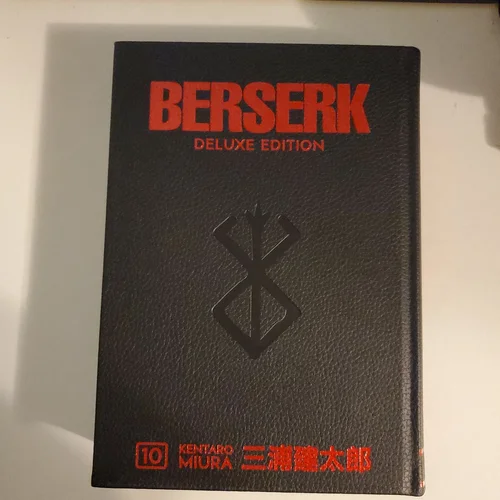 BERSERK
DELUXE EDITION
10 KENTARO MIURA 三浦建太郎